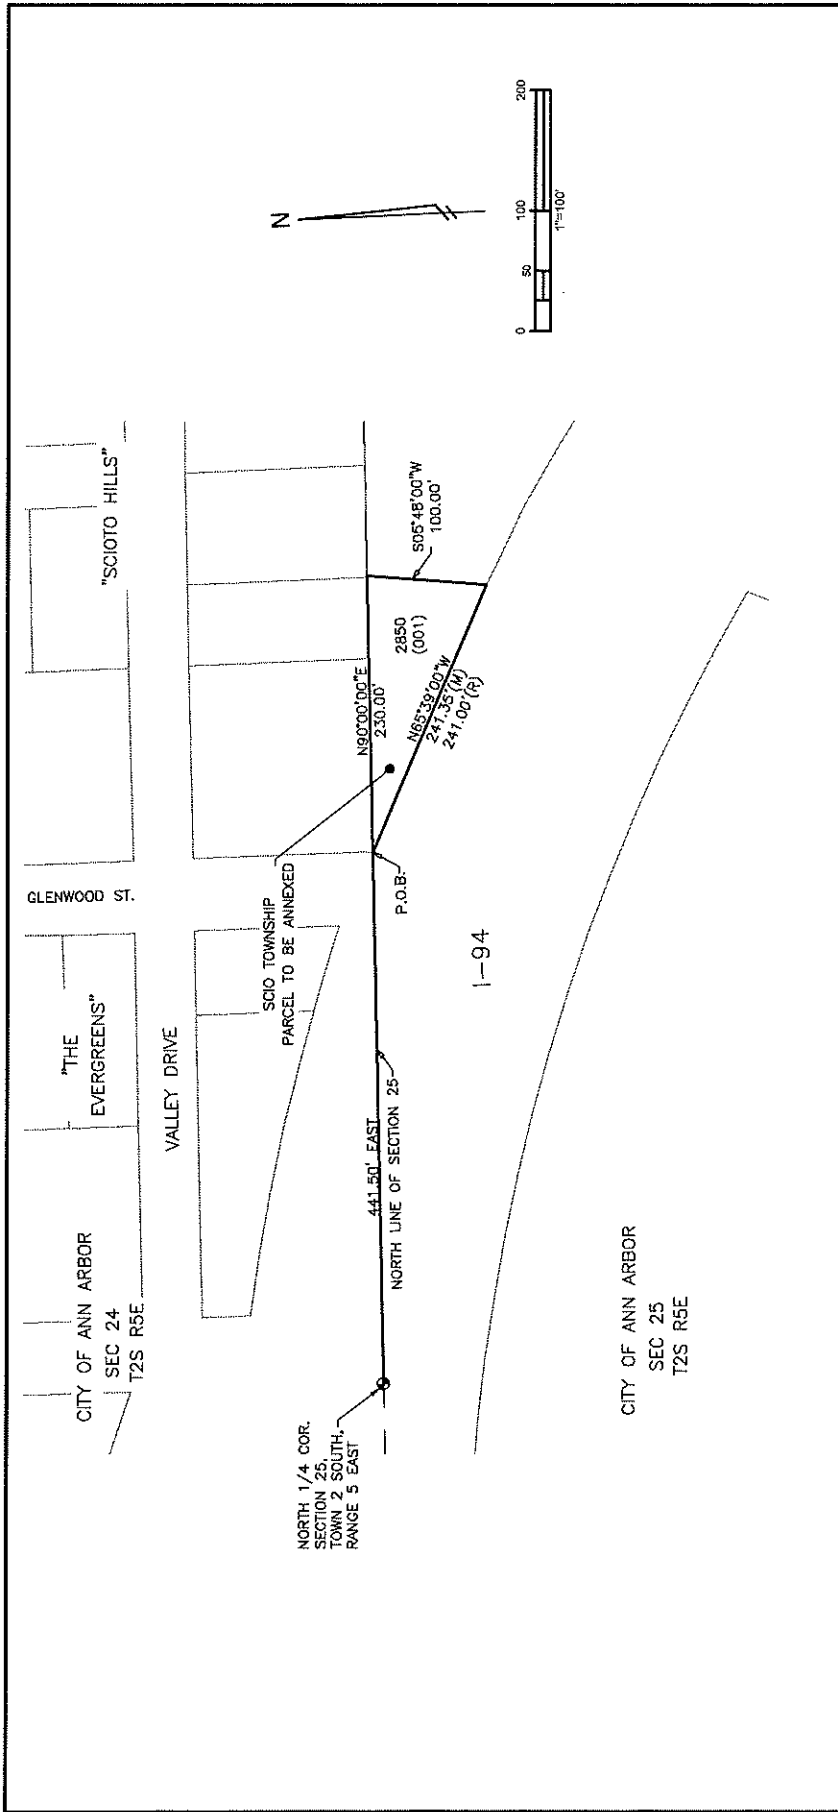 CITY OF ANN ARBOR
SEC 24
T2S R5E
"THE
EVERGREENS"
GLENWOOD ST.
"SCIOTO HILLS"
VALLEY DRIVE
N
SCIO TOWNSHIP
PARCEL TO BE ANNEXED
N90°00'00"E
230.00'
S05°48'00"W
100.00'
2850
(001)
N65°39'00"W
241.35'(M)
241.00'(R)
P.O.B.
441.50' EAST
NORTH LINE OF SECTION 25
NORTH 1/4 COR.
SECTION 25,
TOWN 2 SOUTH,
RANGE 5 EAST
I-94
CITY OF ANN ARBOR
SEC 25
T2S R5E
0 50 100 200
1"=100'